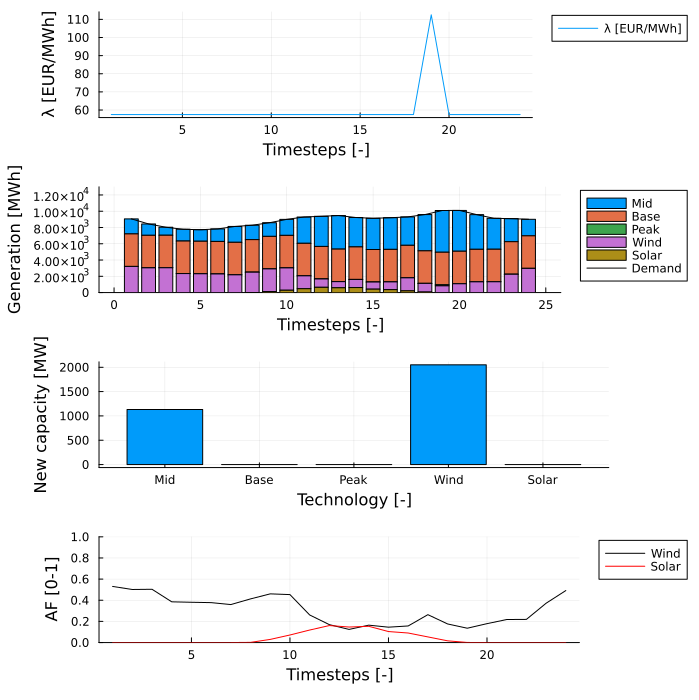 λ [EUR/MWh]
110
100
90
80
70
60
5
10
15
20
Timesteps [-]
λ [EUR/MWh]
Generation [MWh]
1.20×10⁴
1.00×10⁴
8.00×10³
6.00×10³
4.00×10³
2.00×10³
0
0
5
10
15
20
25
Timesteps [-]
Mid
Base
Peak
Wind
Solar
Demand
New capacity [MW]
2000
1500
1000
500
0
Mid
Base
Peak
Wind
Solar
Technology [-]
AF [0-1]
1.0
0.8
0.6
0.4
0.2
0.0
5
10
15
20
Timesteps [-]
Wind
Solar